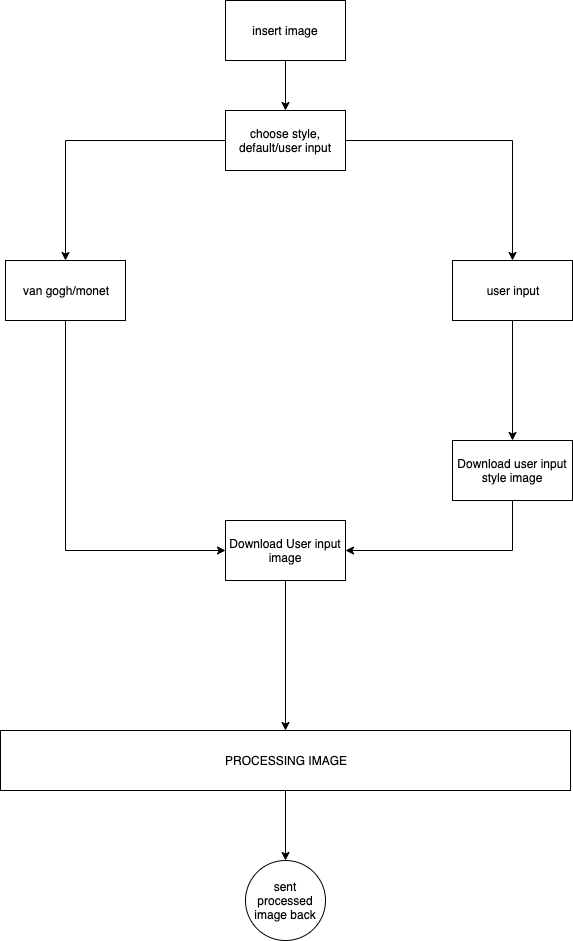 insert image
choose style,
default/user input
van gogh/monet
user input
Download user input
style image
Download User input
image
PROCESSING IMAGE
sent
processed
image back